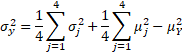 σ_y^2 = \frac{1}{4} \sum_{j=1}^{4} σ_j^2 + \frac{1}{4} \sum_{j=1}^{4} μ_j^2 − μ_Y^2